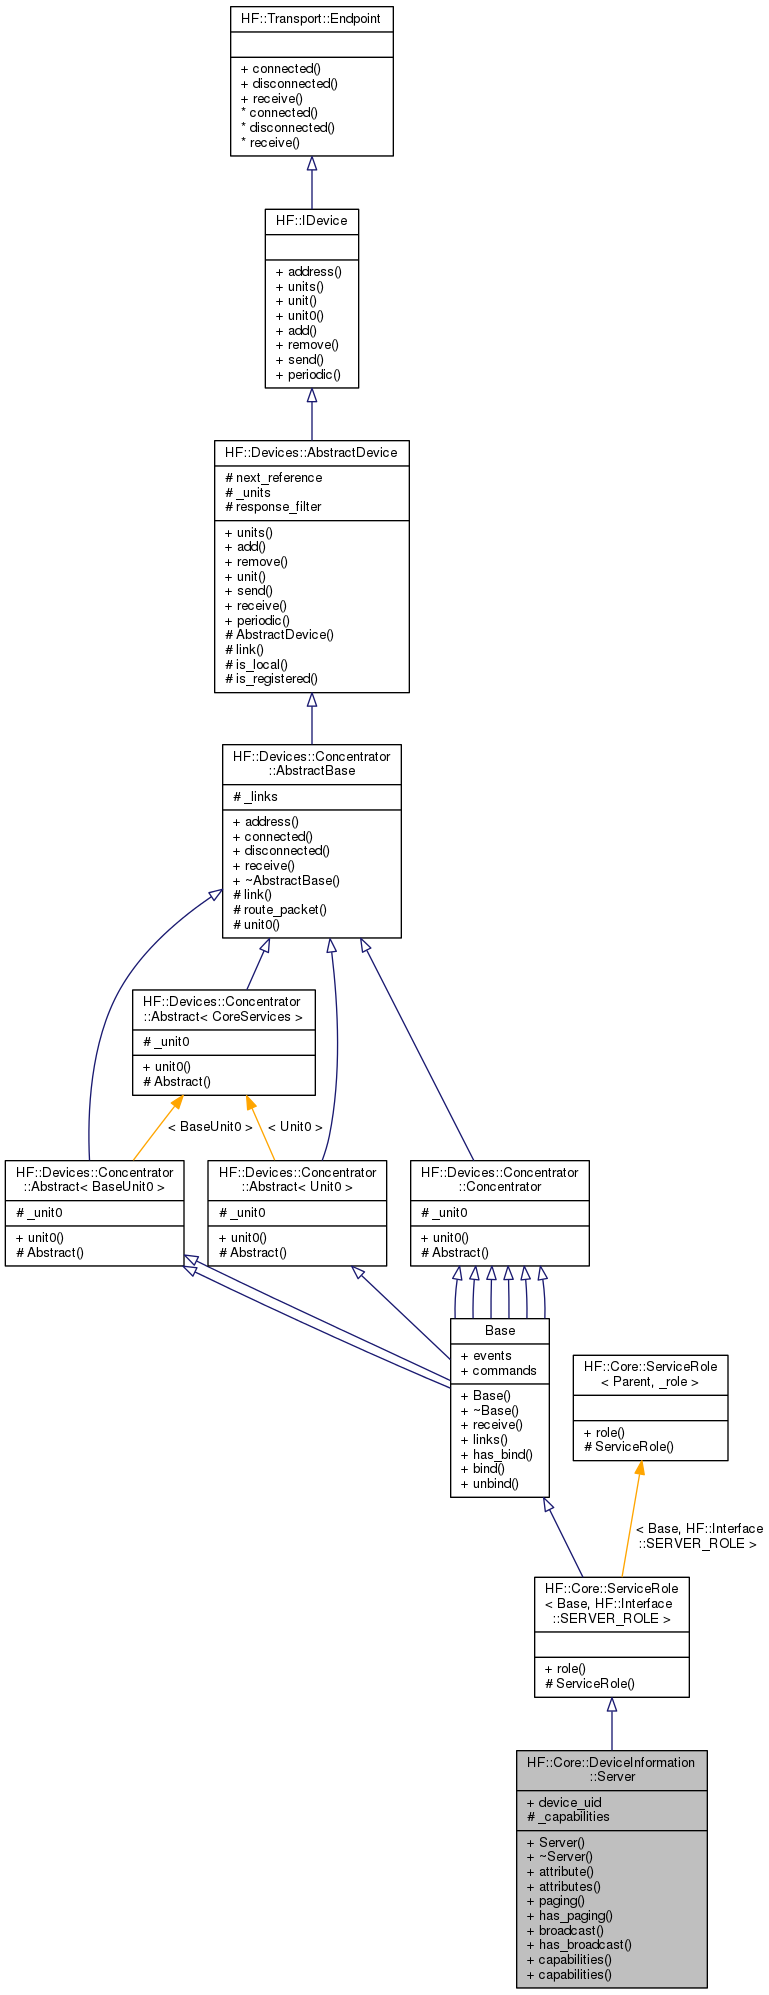 HF::Transport::Endpoint
+ connected()
+ disconnected()
+ receive()
* connected()
* disconnected()
* receive()
HF::IDevice
+ address()
+ units()
+ unit()
+ unit0()
+ add()
+ remove()
+ send()
+ periodic()
HF::Devices::AbstractDevice
# next_reference
# _units
# response_filter
+ units()
+ add()
+ remove()
+ unit()
+ send()
+ receive()
+ periodic()
# AbstractDevice()
# link()
# is_local()
# is_registered()
HF::Devices::Concentrator
::AbstractBase
# _links
+ address()
+ connected()
+ disconnected()
+ receive()
+ ~AbstractBase()
# link()
# route_packet()
# unit0()
HF::Devices::Concentrator
::Abstract< CoreServices >
# _unit0
+ unit0()
# Abstract()
< BaseUnit0 >
< Unit0 >
HF::Devices::Concentrator
::Abstract< BaseUnit0 >
# _unit0
+ unit0()
# Abstract()
HF::Devices::Concentrator
::Abstract< Unit0 >
# _unit0
+ unit0()
# Abstract()
HF::Devices::Concentrator
::Concentrator
# _unit0
+ unit0()
# Abstract()
Base
+ events
+ commands
+ Base()
+ ~Base()
+ receive()
+ links()
+ has_bind()
+ bind()
+ unbind()
HF::Core::ServiceRole
< Parent, _role >
+ role()
# ServiceRole()
< Base, HF::Interface
::SERVER_ROLE >
HF::Core::ServiceRole
< Base, HF::Interface
::SERVER_ROLE >
+ role()
# ServiceRole()
HF::Core::DeviceInformation
::Server
+ device_uid
# _capabilities
+ Server()
+ ~Server()
+ attribute()
+ attributes()
+ paging()
+ has_paging()
+ broadcast()
+ has_broadcast()
+ capabilities()
+ capabilities()